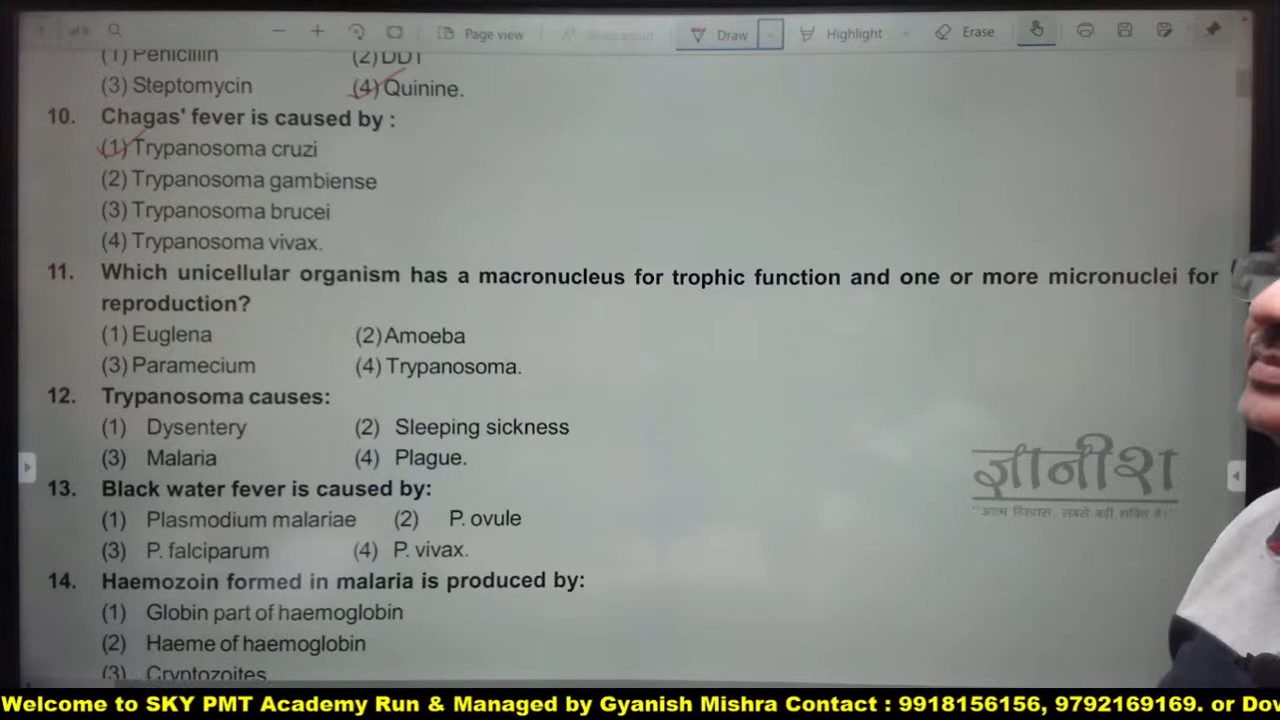 Page view
Draw
Highlight
Erase
(1) Penicillin (2) DDT
(3) Steptomycin (4) Quinine.
10. Chagas' fever is caused by :
(1) Trypanosoma cruzi
(2) Trypanosoma gambiense
(3) Trypanosoma brucei
(4) Trypanosoma vivax.
11. Which unicellular organism has a macronucleus for trophic function and one or more micronuclei for
reproduction?
(1) Euglena (2) Amoeba
(3) Paramecium (4) Trypanosoma.
12. Trypanosoma causes:
(1) Dysentery (2) Sleeping sickness
(3) Malaria (4) Plague.
13. Black water fever is caused by:
(1) Plasmodium malariae (2) P. ovule
(3) P. falciparum (4) P. vivax.
ज्ञानीश
"आत्म विश्वास, सबसे बड़ी शक्ति है।"
14. Haemozoin formed in malaria is produced by:
(1) Globin part of haemoglobin
(2) Haeme of haemoglobin
(3) Cryptozoites
Welcome to SKY PMT Academy Run & Managed by Gyanish Mishra Contact : 9918156156, 9792169169. or Dov